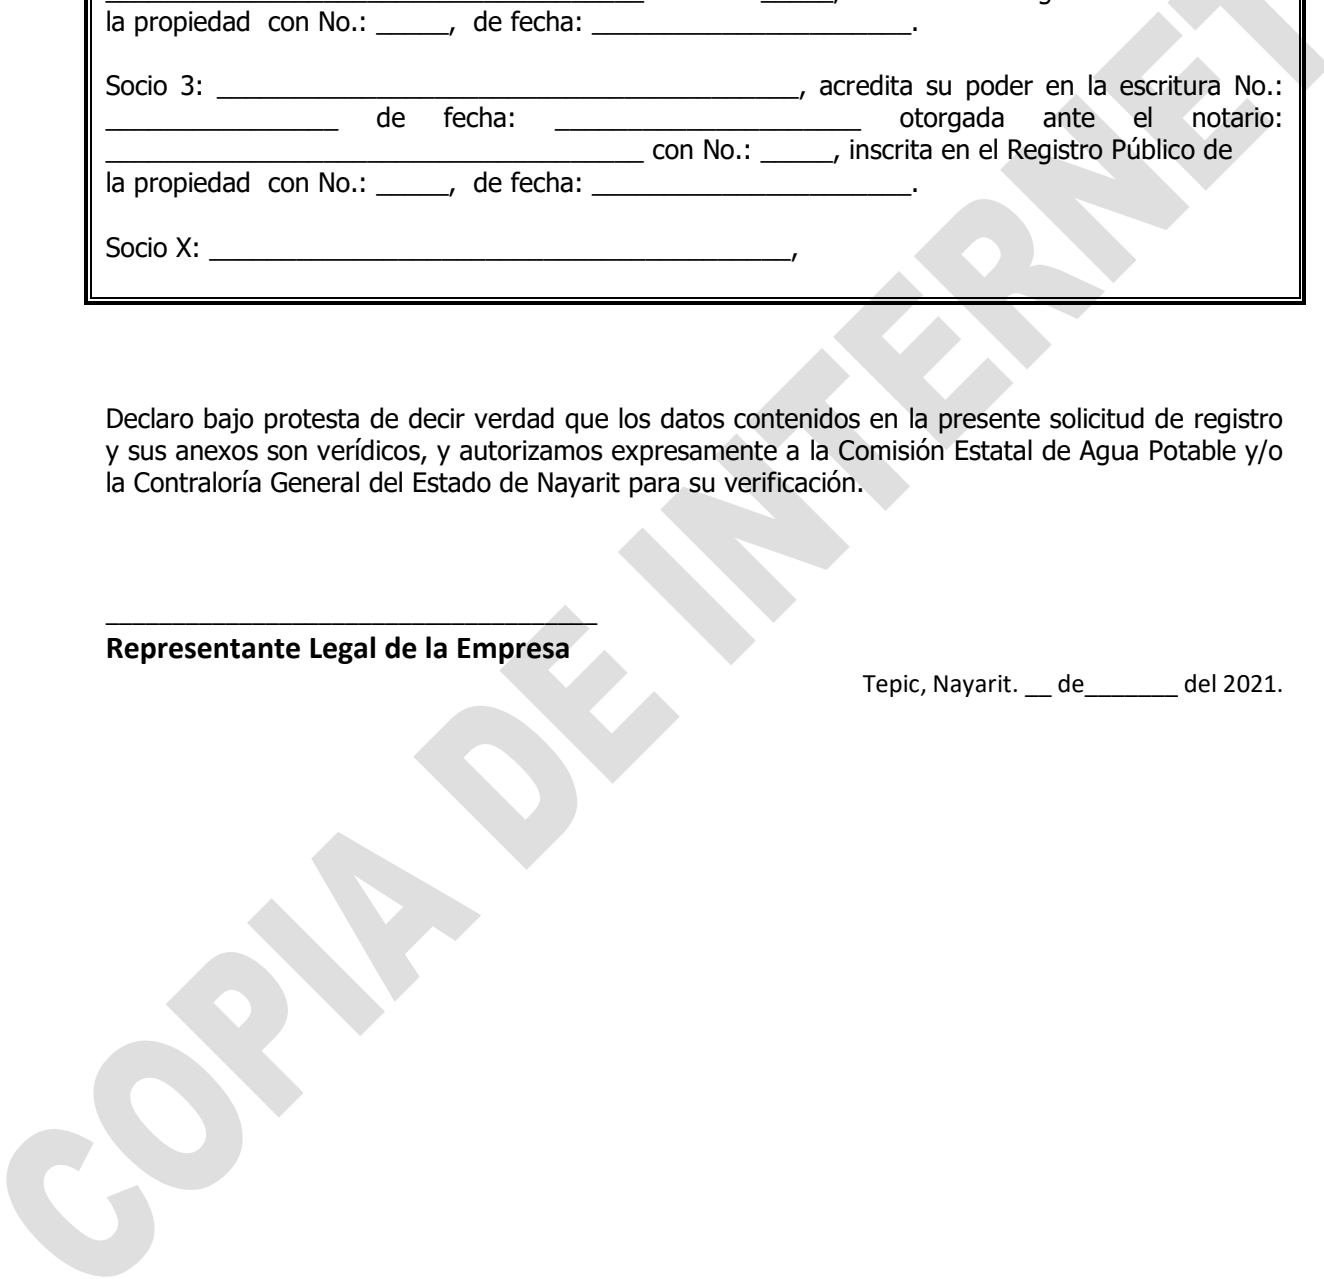 la propiedad con No.: _____, de fecha: ______________________.
Socio 3: ________________________________________, acredita su poder en la escritura No.:
________________ de fecha: _____________________ otorgada ante el notario:
_____________________________________ con No.: _____, inscrita en el Registro Público de
la propiedad con No.: _____, de fecha: ______________________.
Socio X: ________________________________________,
Declaro bajo protesta de decir verdad que los datos contenidos en la presente solicitud de registro
y sus anexos son verídicos, y autorizamos expresamente a la Comisión Estatal de Agua Potable y/o
la Contraloría General del Estado de Nayarit para su verificación.
_____________________________________
Representante Legal de la Empresa
Tepic, Nayarit. __ de_______ del 2021.
COPIA DE INTERNET